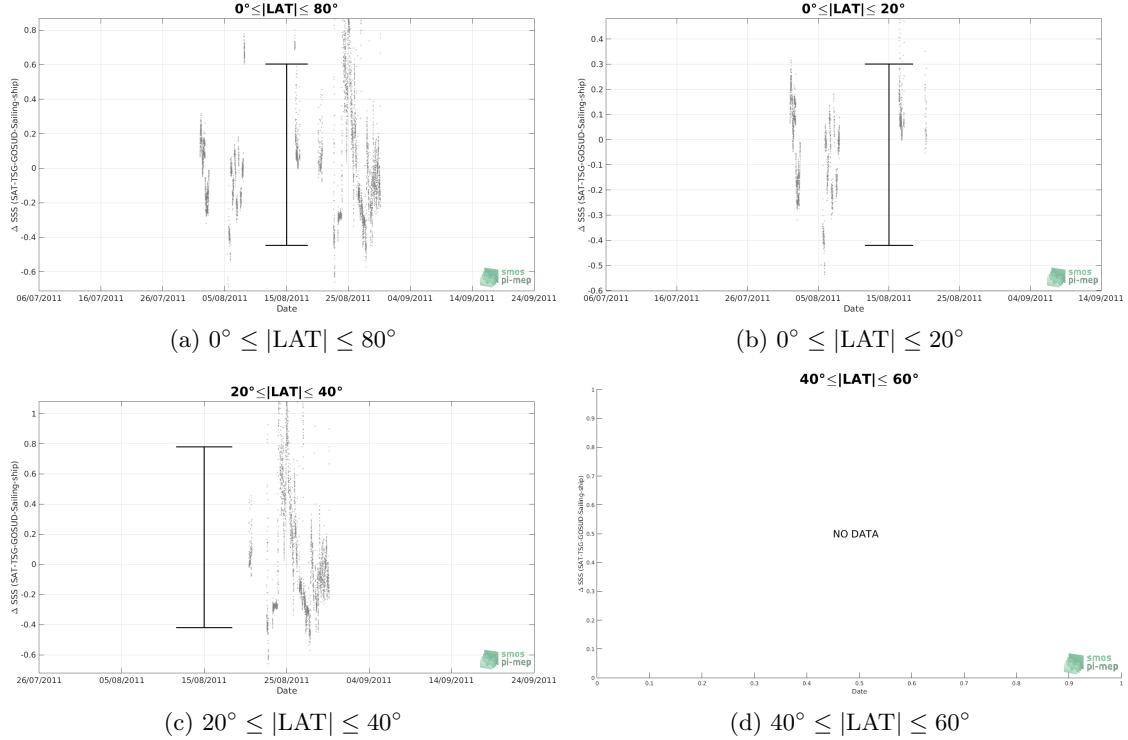 0°≤|LAT|≤ 80°
Δ SSS (SAT-TSG-GOSUD-Sailing-ship)
0.8
0.6
0.4
0.2
0
-0.2
-0.4
-0.6
06/07/2011 16/07/2011 26/07/2011 05/08/2011 15/08/2011 25/08/2011 04/09/2011 14/09/2011 24/09/2011
Date
smos
pi-mep
(a) 0° ≤ |LAT| ≤ 80°
0°≤|LAT|≤ 20°
Δ SSS (SAT-TSG-GOSUD-Sailing-ship)
0.4
0.3
0.2
0.1
0
-0.1
-0.2
-0.3
-0.4
-0.5
-0.6
06/07/2011 16/07/2011 26/07/2011 05/08/2011 15/08/2011 25/08/2011 04/09/2011 14/09/2011
Date
smos
pi-mep
(b) 0° ≤ |LAT| ≤ 20°
20°≤|LAT|≤ 40°
Δ SSS (SAT-TSG-GOSUD-Sailing-ship)
1
0.8
0.6
0.4
0.2
0
-0.2
-0.4
-0.6
26/07/2011 05/08/2011 15/08/2011 25/08/2011 04/09/2011 14/09/2011 24/09/2011
Date
smos
pi-mep
(c) 20° ≤ |LAT| ≤ 40°
40°≤|LAT|≤ 60°
Δ SSS (SAT-TSG-GOSUD-Sailing-ship)
1
0.9
0.8
0.7
0.6
0.5
0.4
0.3
0.2
0.1
0
NO DATA
0 0.1 0.2 0.3 0.4 0.5 0.6 0.7 0.8 0.9 1
Date
smos
pi-mep
(d) 40° ≤ |LAT| ≤ 60°